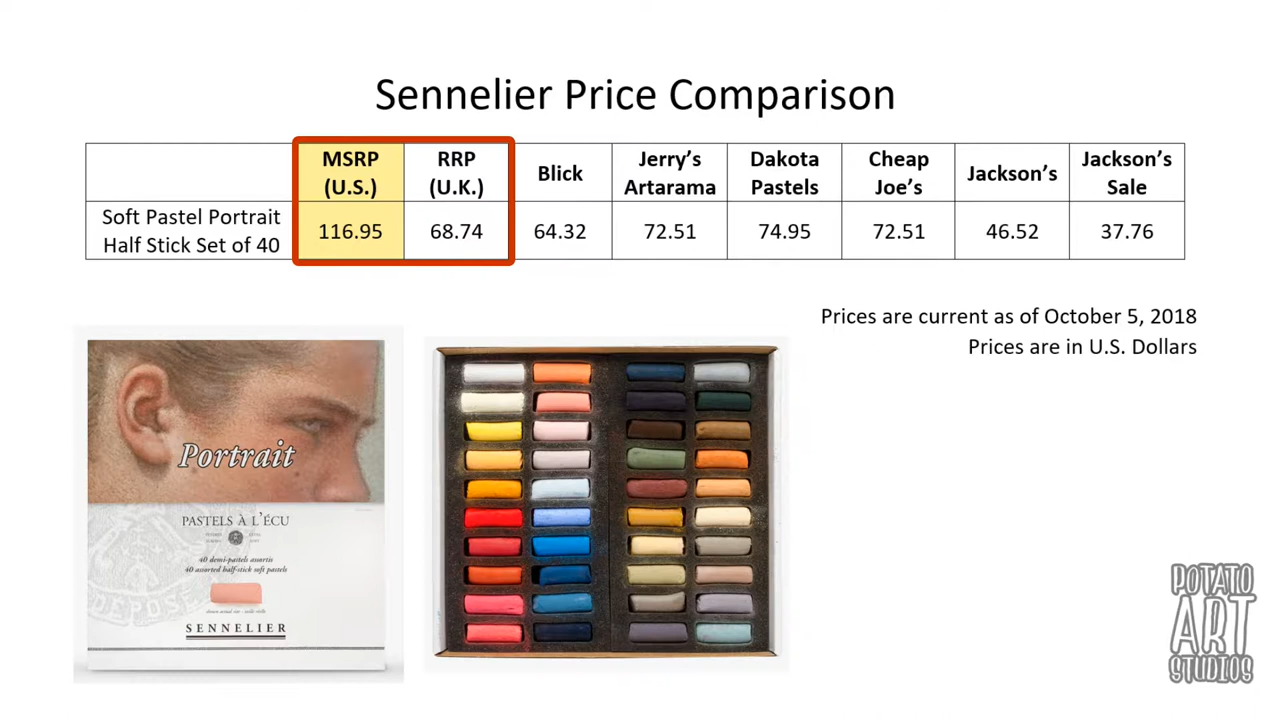 Sennelier Price Comparison
MSRP (U.S.) RRP (U.K.) Blick Jerry's Artarama Dakota Pastels Cheap Joe's Jackson's Jackson's Sale
Soft Pastel Portrait Half Stick Set of 40 116.95 68.74 64.32 72.51 74.95 72.51 46.52 37.76
Prices are current as of October 5, 2018
Prices are in U.S. Dollars
Portrait
PASTELS À L'ÉCU
40 demi-pastels assortis
40 assorted half-stick soft pastels
SENNELIER
DEPOSE
POTATO
ART
STUDIOS